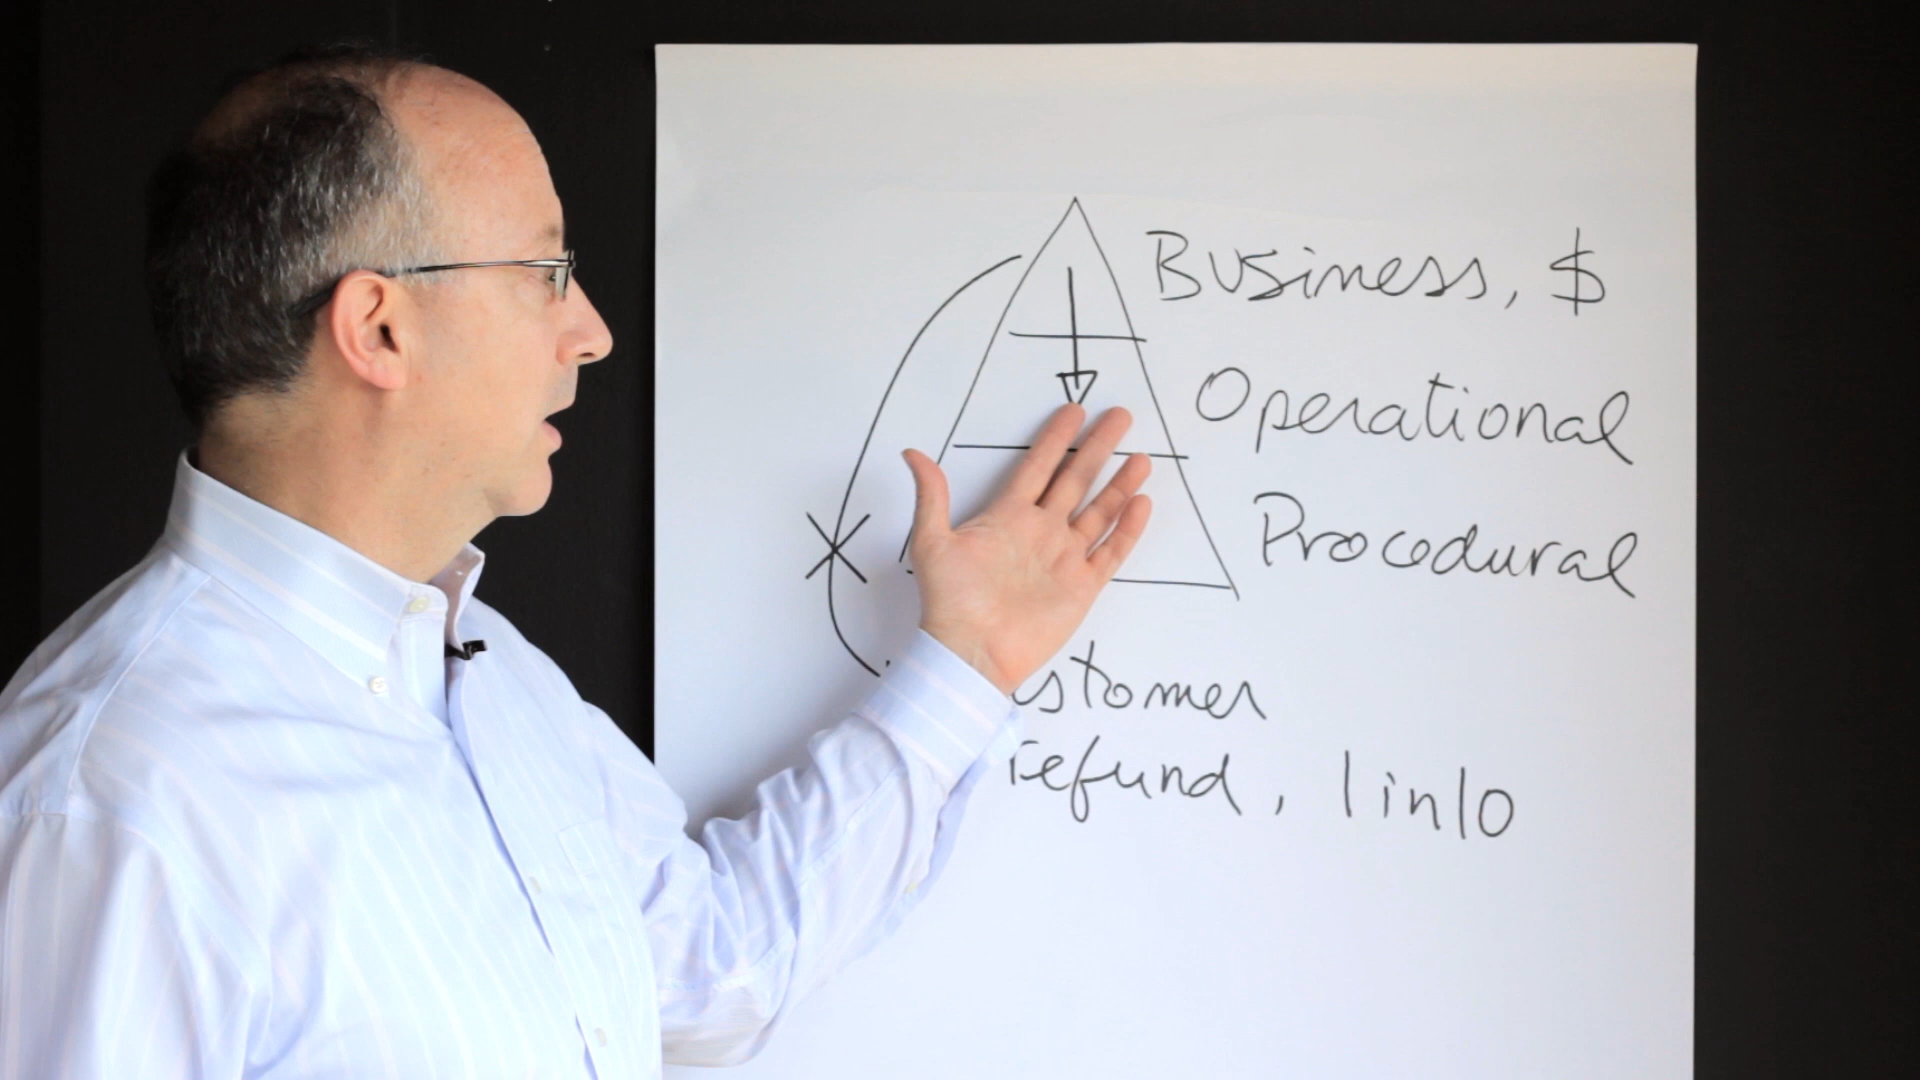 Business, $
Operational
Procedural
ustomer
refund, 1 in 10